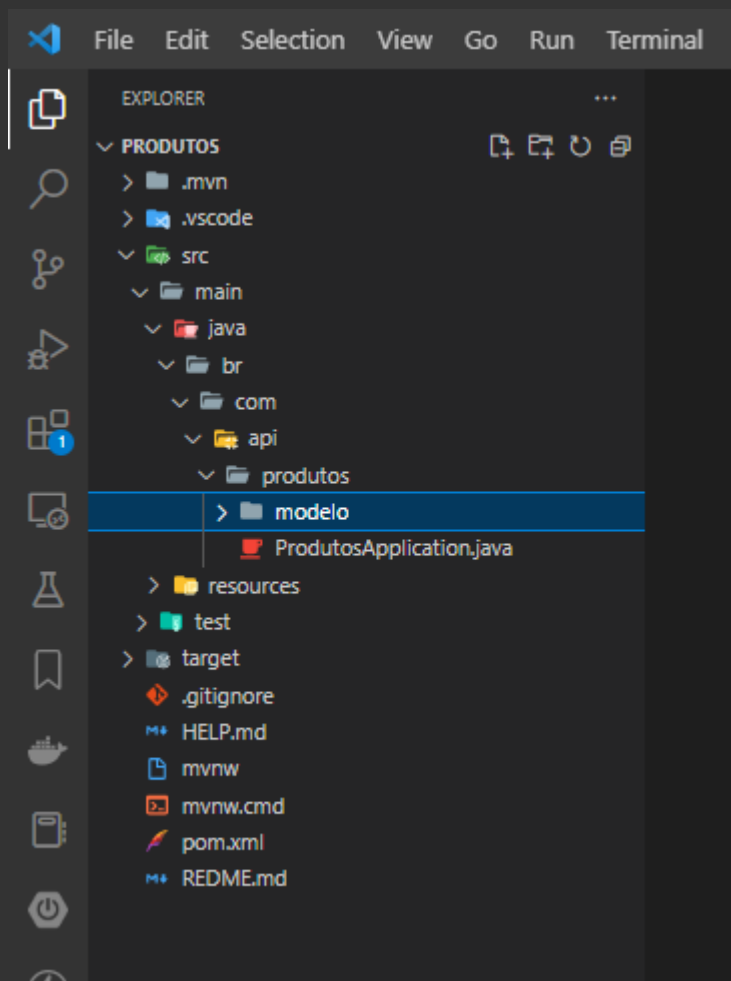 File Edit Selection View Go Run Terminal
EXPLORER
PRODUTOS
.mvn
.vscode
src
main
java
br
com
api
produtos
modelo
ProdutosApplication.java
resources
test
target
.gitignore
HELP.md
mvnw
mvnw.cmd
pom.xml
REDME.md
1